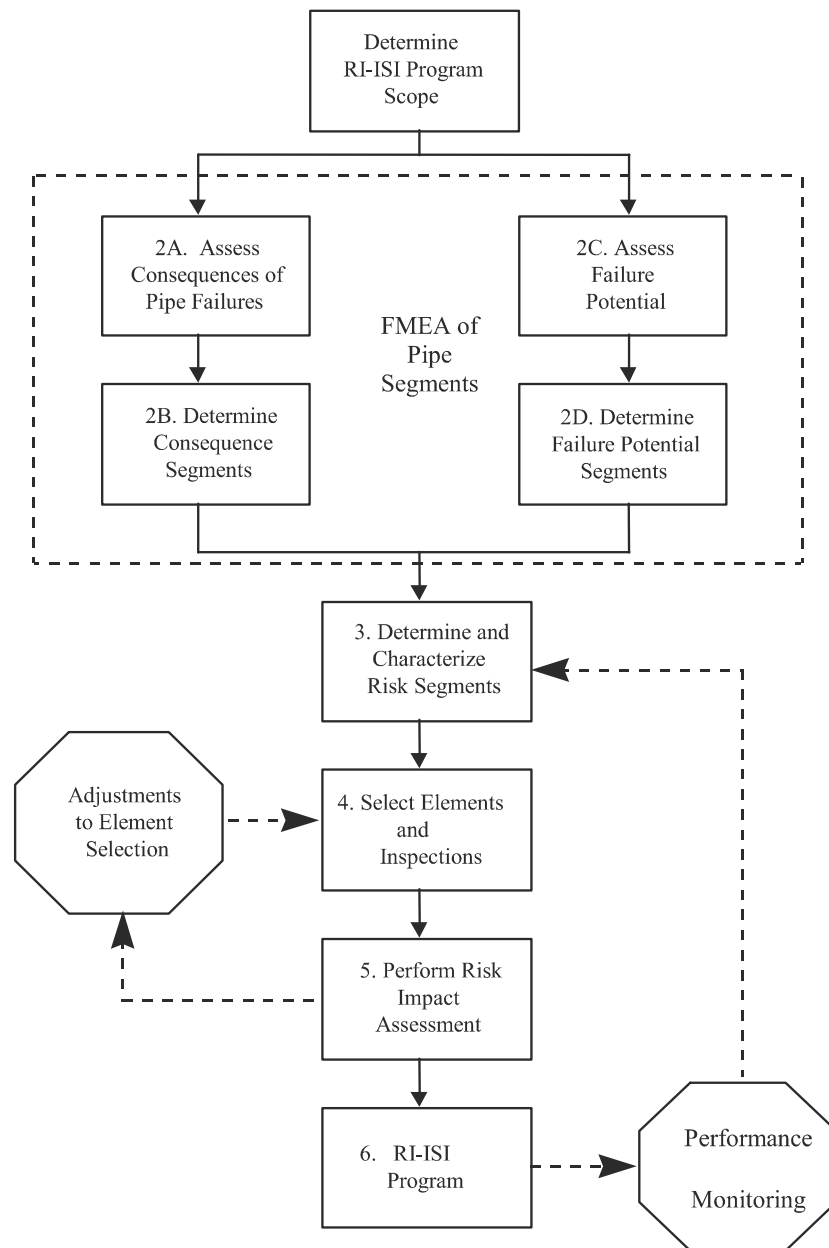 Determine
RI-ISI Program
Scope
2A. Assess
Consequences of
Pipe Failures
2C. Assess
Failure
Potential
FMEA of
Pipe
Segments
2B. Determine
Consequence
Segments
2D. Determine
Failure Potential
Segments
3. Determine and
Characterize
Risk Segments
Adjustments
to Element
Selection
4. Select Elements
and
Inspections
5. Perform Risk
Impact
Assessment
6. RI-ISI
Program
Performance
Monitoring